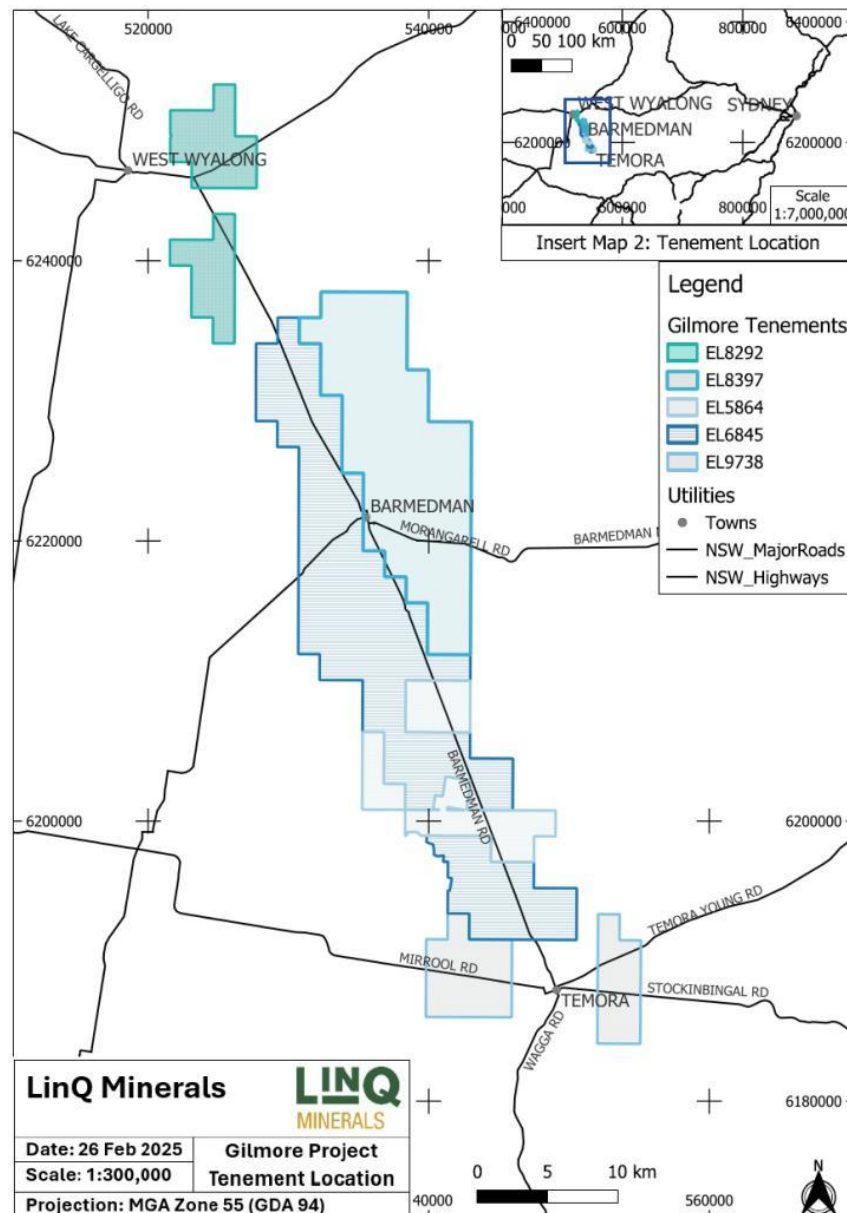 520000
540000
LAKE CARGELLIGO RD
WEST WYALONG
6240000
6220000
6200000
BARMEDMAN
MORANGARELL RD
BARMEDMAN
BARMEDMAN RD
6200000
TEMORA YOUNG RD
MIRROOL RD
TEMORA
STOCKINBINGAL RD
WAGGA RD
6180000
6400000
600000
800000
6400000
0 50 100 km
WEST WYALONG
SYDNEY
BARMEDMAN
6200000
6200000
TEMORA
000
600000
800000
Scale
1:7,000,000
Insert Map 2: Tenement Location
Legend
Gilmore Tenements
EL8292
EL8397
EL5864
EL6845
EL9738
Utilities
Towns
NSW_MajorRoads
NSW_Highways
LinQ Minerals
LINQ
MINERALS
Date: 26 Feb 2025
Gilmore Project
Scale: 1:300,000
Tenement Location
Projection: MGA Zone 55 (GDA 94)
40000
0 5 10 km
560000
N